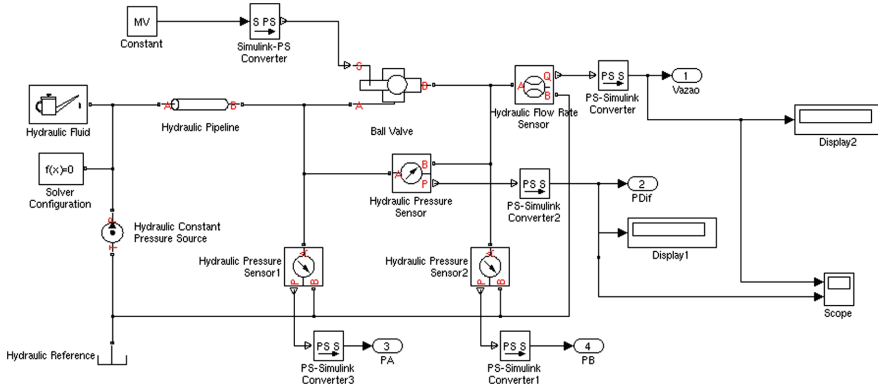 MV
Constant
S PS
Simulink-PS
Converter
S
A
B
Ball Valve
Hydraulic Fluid
A
B
Hydraulic Pipeline
A
Q
B
Hydraulic Flow Rate
Sensor
PS S
PS-Simulink
Converter
1
Vazao
Display2
f(x)=0
Solver
Configuration
A
B
P
Hydraulic Pressure
Sensor
PS S
PS-Simulink
Converter2
2
PDif
Display1
P
T
Hydraulic Constant
Pressure Source
Hydraulic Pressure
Sensor1
A
P
B
Hydraulic Pressure
Sensor2
A
P
B
Scope
Hydraulic Reference
PS S
PS-Simulink
Converter3
3
PA
PS S
PS-Simulink
Converter1
4
PB